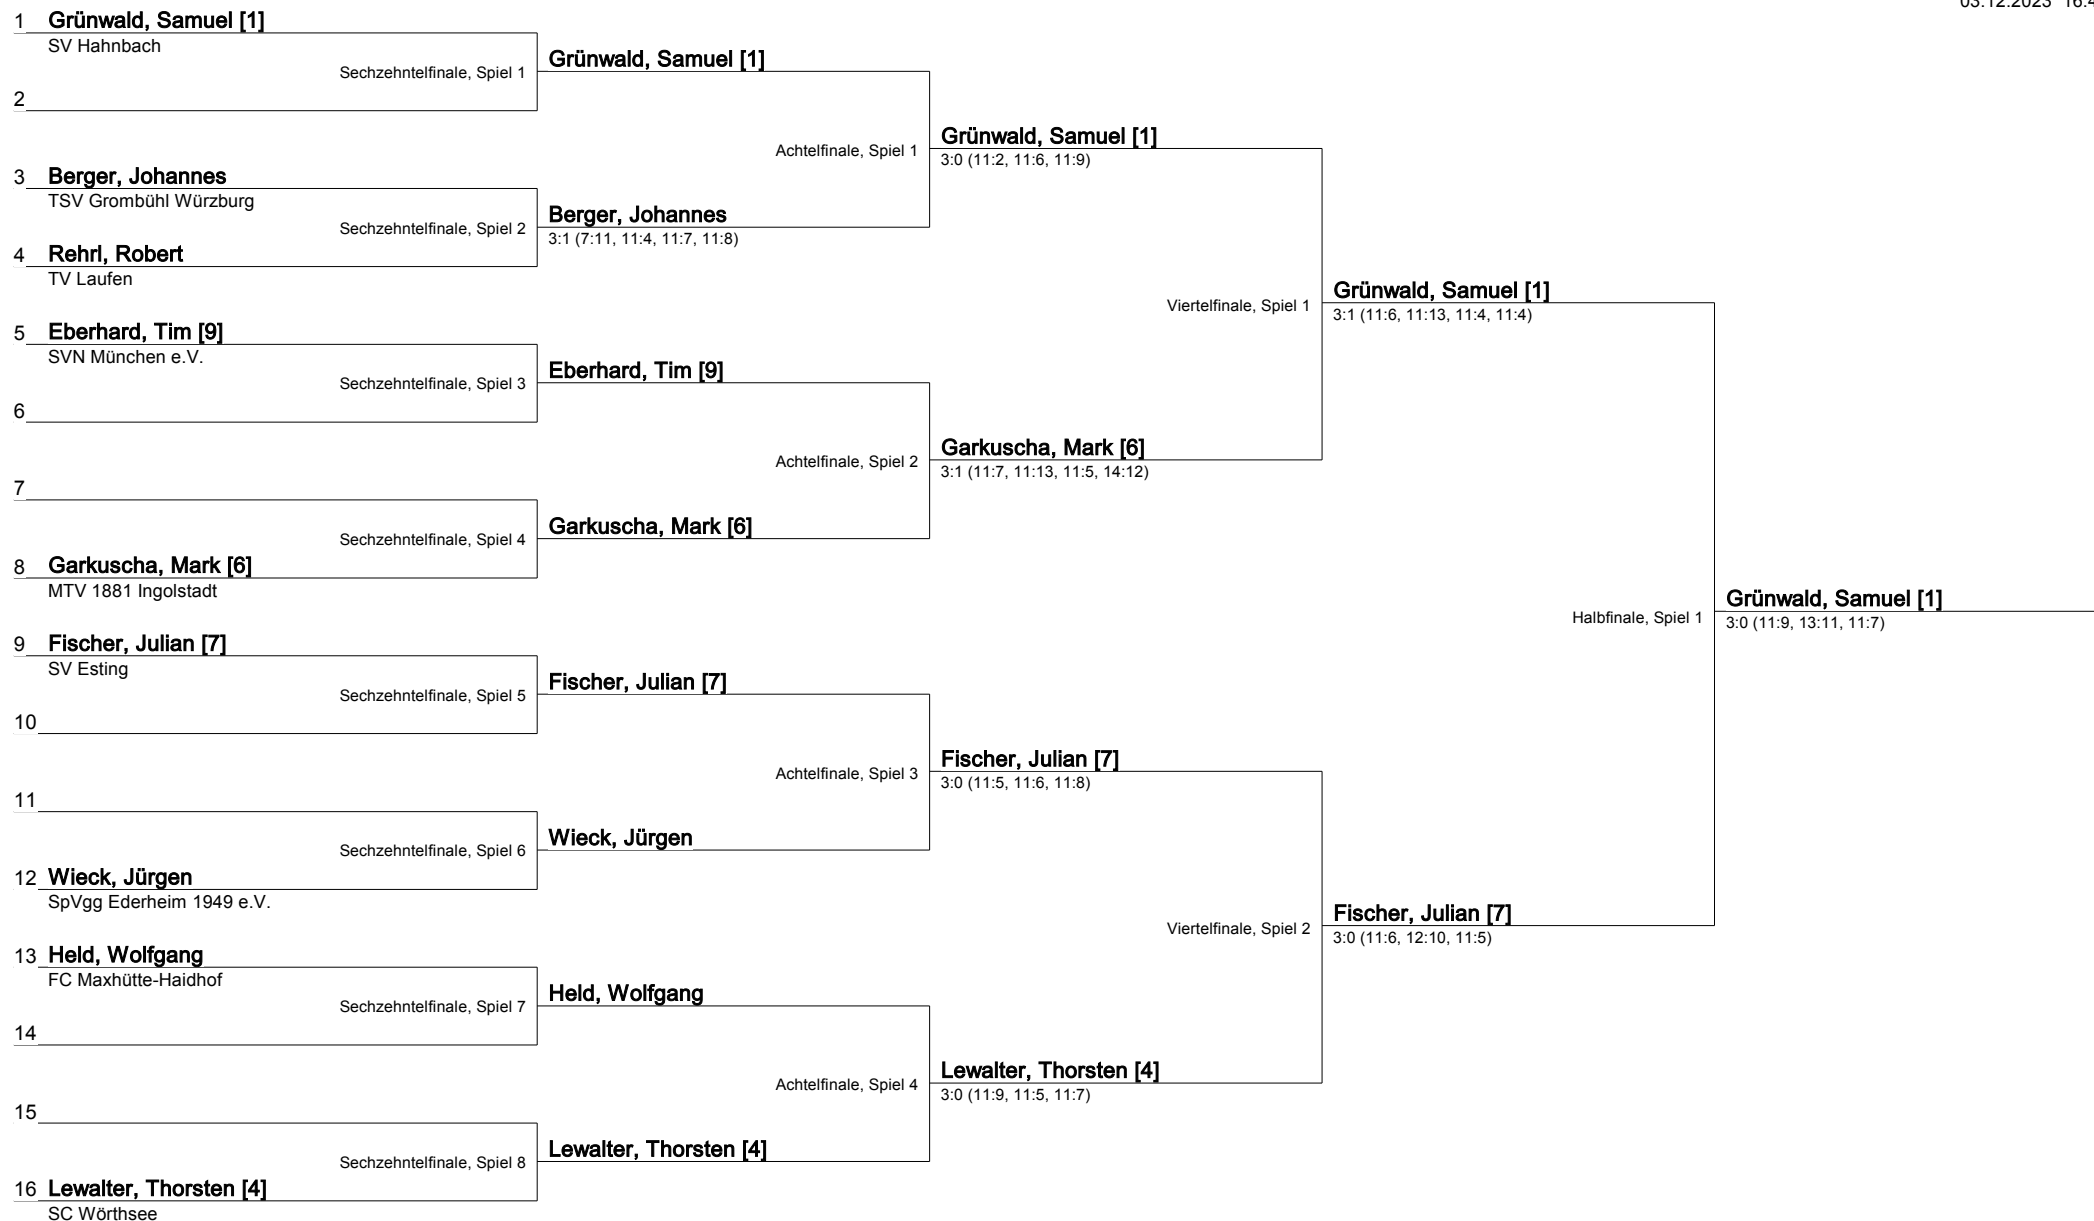 03.12.2023 16:4
1 Grünwald, Samuel [1]
SV Hahnbach
Sechzehntelfinale, Spiel 1
Grünwald, Samuel [1]
2
Achtelfinale, Spiel 1
Grünwald, Samuel [1]
3:0 (11:2, 11:6, 11:9)
3 Berger, Johannes
TSV Grombühl Würzburg
Sechzehntelfinale, Spiel 2
Berger, Johannes
3:1 (7:11, 11:4, 11:7, 11:8)
4 Rehrl, Robert
TV Laufen
Viertelfinale, Spiel 1
Grünwald, Samuel [1]
3:1 (11:6, 11:13, 11:4, 11:4)
5 Eberhard, Tim [9]
SVN München e.V.
Sechzehntelfinale, Spiel 3
Eberhard, Tim [9]
6
Achtelfinale, Spiel 2
Garkuscha, Mark [6]
3:1 (11:7, 11:13, 11:5, 14:12)
7
Sechzehntelfinale, Spiel 4
Garkuscha, Mark [6]
8 Garkuscha, Mark [6]
MTV 1881 Ingolstadt
Halbfinale, Spiel 1
Grünwald, Samuel [1]
3:0 (11:9, 13:11, 11:7)
9 Fischer, Julian [7]
SV Esting
Sechzehntelfinale, Spiel 5
Fischer, Julian [7]
10
Achtelfinale, Spiel 3
Fischer, Julian [7]
3:0 (11:5, 11:6, 11:8)
11
Sechzehntelfinale, Spiel 6
Wieck, Jürgen
12 Wieck, Jürgen
SpVgg Ederheim 1949 e.V.
Viertelfinale, Spiel 2
Fischer, Julian [7]
3:0 (11:6, 12:10, 11:5)
13 Held, Wolfgang
FC Maxhütte-Haidhof
Sechzehntelfinale, Spiel 7
Held, Wolfgang
14
Achtelfinale, Spiel 4
Lewalter, Thorsten [4]
3:0 (11:9, 11:5, 11:7)
15
Sechzehntelfinale, Spiel 8
Lewalter, Thorsten [4]
16 Lewalter, Thorsten [4]
SC Wörthsee